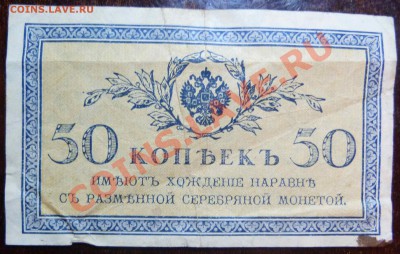 COINS.LAVE.RU
COINS.LAVE.RU
50 КОПѢЕКЪ 50
ИМѢЮТЪ ХОЖДЕНІЕ НАРАВНѢ
СЪ РАЗМѢННОЙ СЕРЕБРЯНОЙ МОНЕТОЙ.